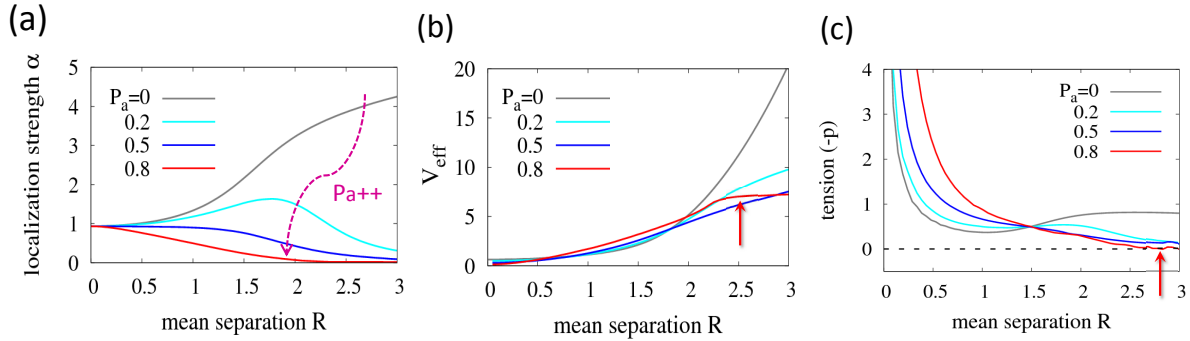 (a)
localization strength α
5
4
3
2
1
0
Pa=0
0.2
0.5
0.8
Pa++
0 0.5 1 1.5 2 2.5 3
mean separation R
(b)
Veff
20
15
10
5
0
Pa=0
0.2
0.5
0.8
0 0.5 1 1.5 2 2.5 3
mean separation R
(c)
tension (-p)
4
3
2
1
0
Pa=0
0.2
0.5
0.8
0 0.5 1 1.5 2 2.5 3
mean separation R